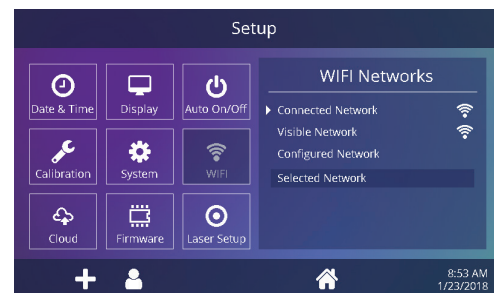 Setup
Date & Time
Display
Auto On/Off
Calibration
System
WIFI
Cloud
Firmware
Laser Setup
WIFI Networks
Connected Network
Visible Network
Configured Network
Selected Network
8:53 AM
1/23/2018